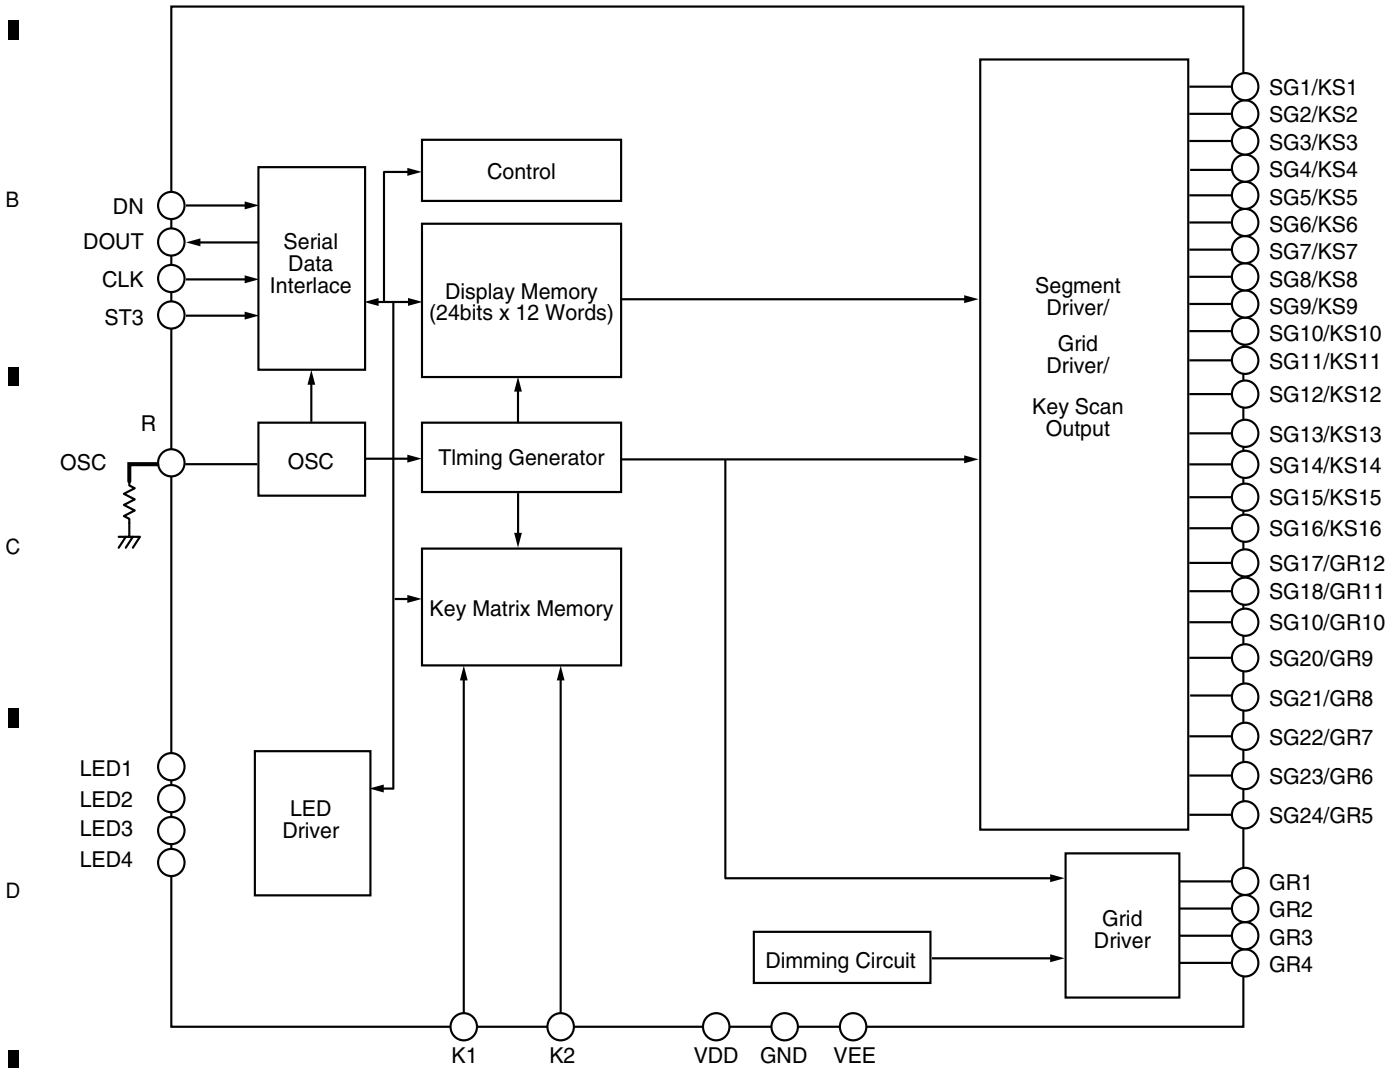 B
C
D
DN
DOUT
CLK
ST3
R
OSC
LED1
LED2
LED3
LED4
Serial
Data
Interlace
OSC
LED
Driver
Control
Display Memory
(24bits x 12 Words)
TIming Generator
Key Matrix Memory
Segment
Driver/
Grid
Driver/
Key Scan
Output
Dimming Circuit
Grid
Driver
SG1/KS1
SG2/KS2
SG3/KS3
SG4/KS4
SG5/KS5
SG6/KS6
SG7/KS7
SG8/KS8
SG9/KS9
SG10/KS10
SG11/KS11
SG12/KS12
SG13/KS13
SG14/KS14
SG15/KS15
SG16/KS16
SG17/GR12
SG18/GR11
SG10/GR10
SG20/GR9
SG21/GR8
SG22/GR7
SG23/GR6
SG24/GR5
GR1
GR2
GR3
GR4
K1
K2
VDD
GND
VEE